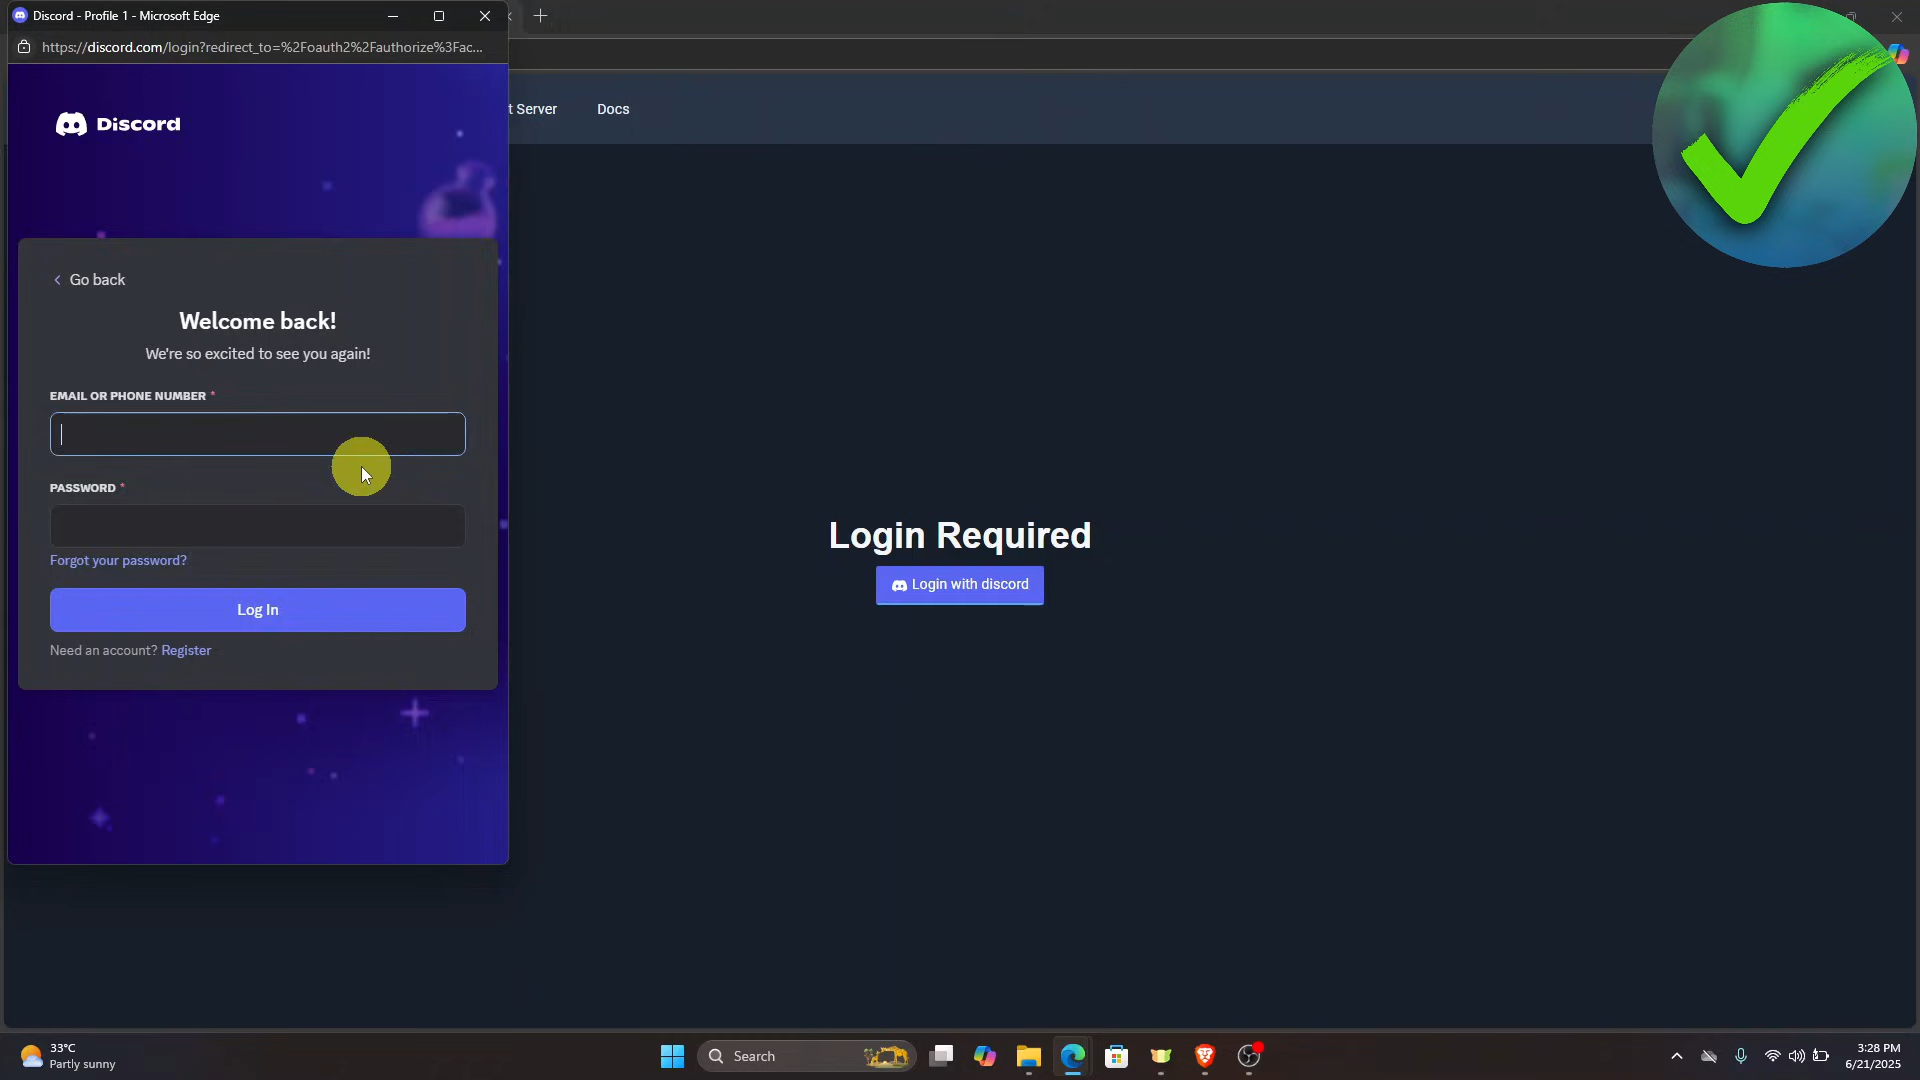 Discord - Profile 1 - Microsoft Edge
https://discord.com/login?redirect_to=%2Foauth2%2Fauthorize%3Fac...
t Server
Docs
Discord
Go back
Welcome back!
We're so excited to see you again!
EMAIL OR PHONE NUMBER *
PASSWORD *
Forgot your password?
Log In
Need an account? Register
Login Required
Login with discord
33°C
Partly sunny
Search
3:28 PM
6/21/2025